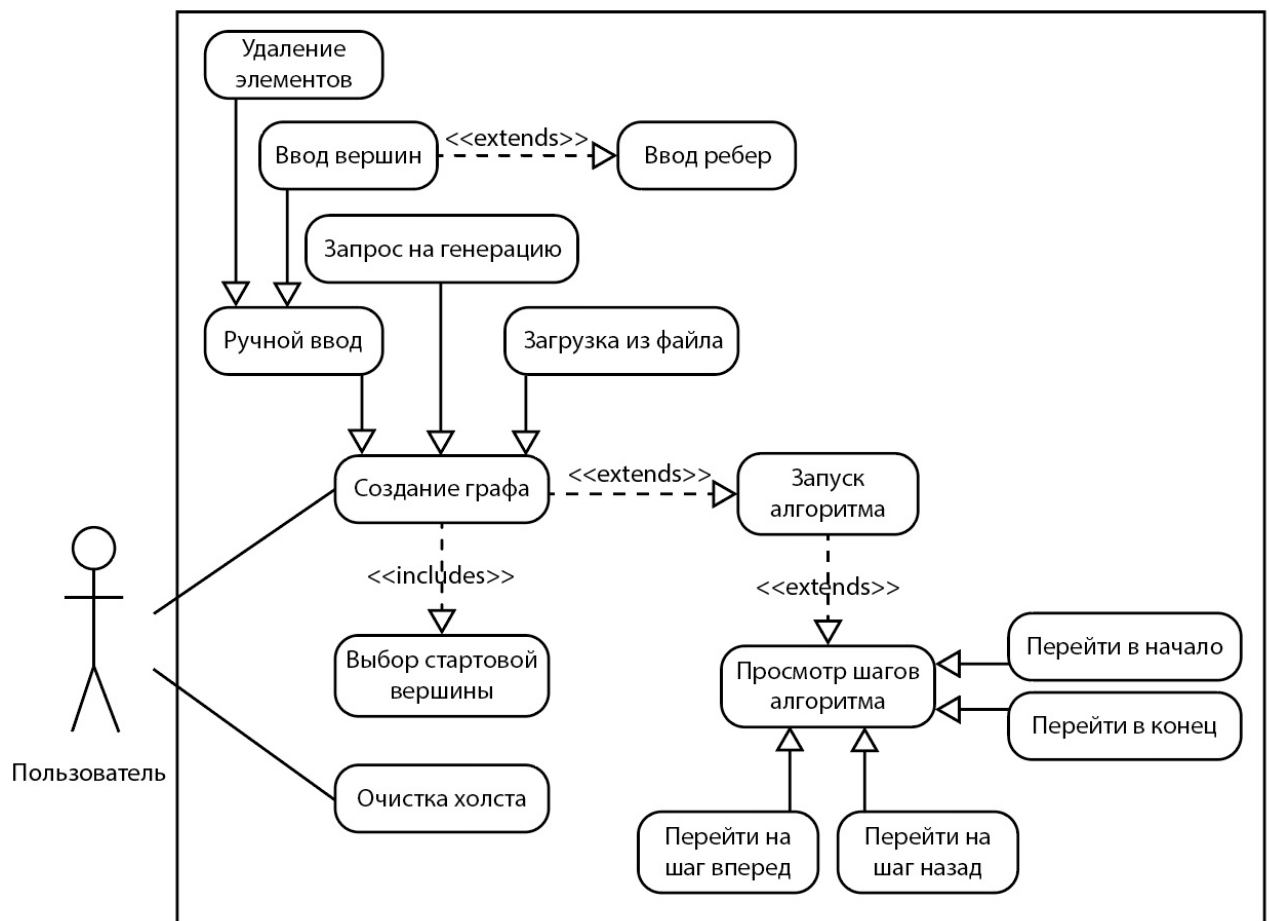 Удаление
элементов
Ввод вершин
<<extends>>
Ввод ребер
Запрос на генерацию
Ручной ввод
Загрузка из файла
Создание графа
<<extends>>
Запуск
алгоритма
<<includes>>
<<extends>>
Выбор стартовой
вершины
Просмотр шагов
алгоритма
Перейти в начало
Перейти в конец
Пользователь
Очистка холста
Перейти на
шаг вперед
Перейти на
шаг назад